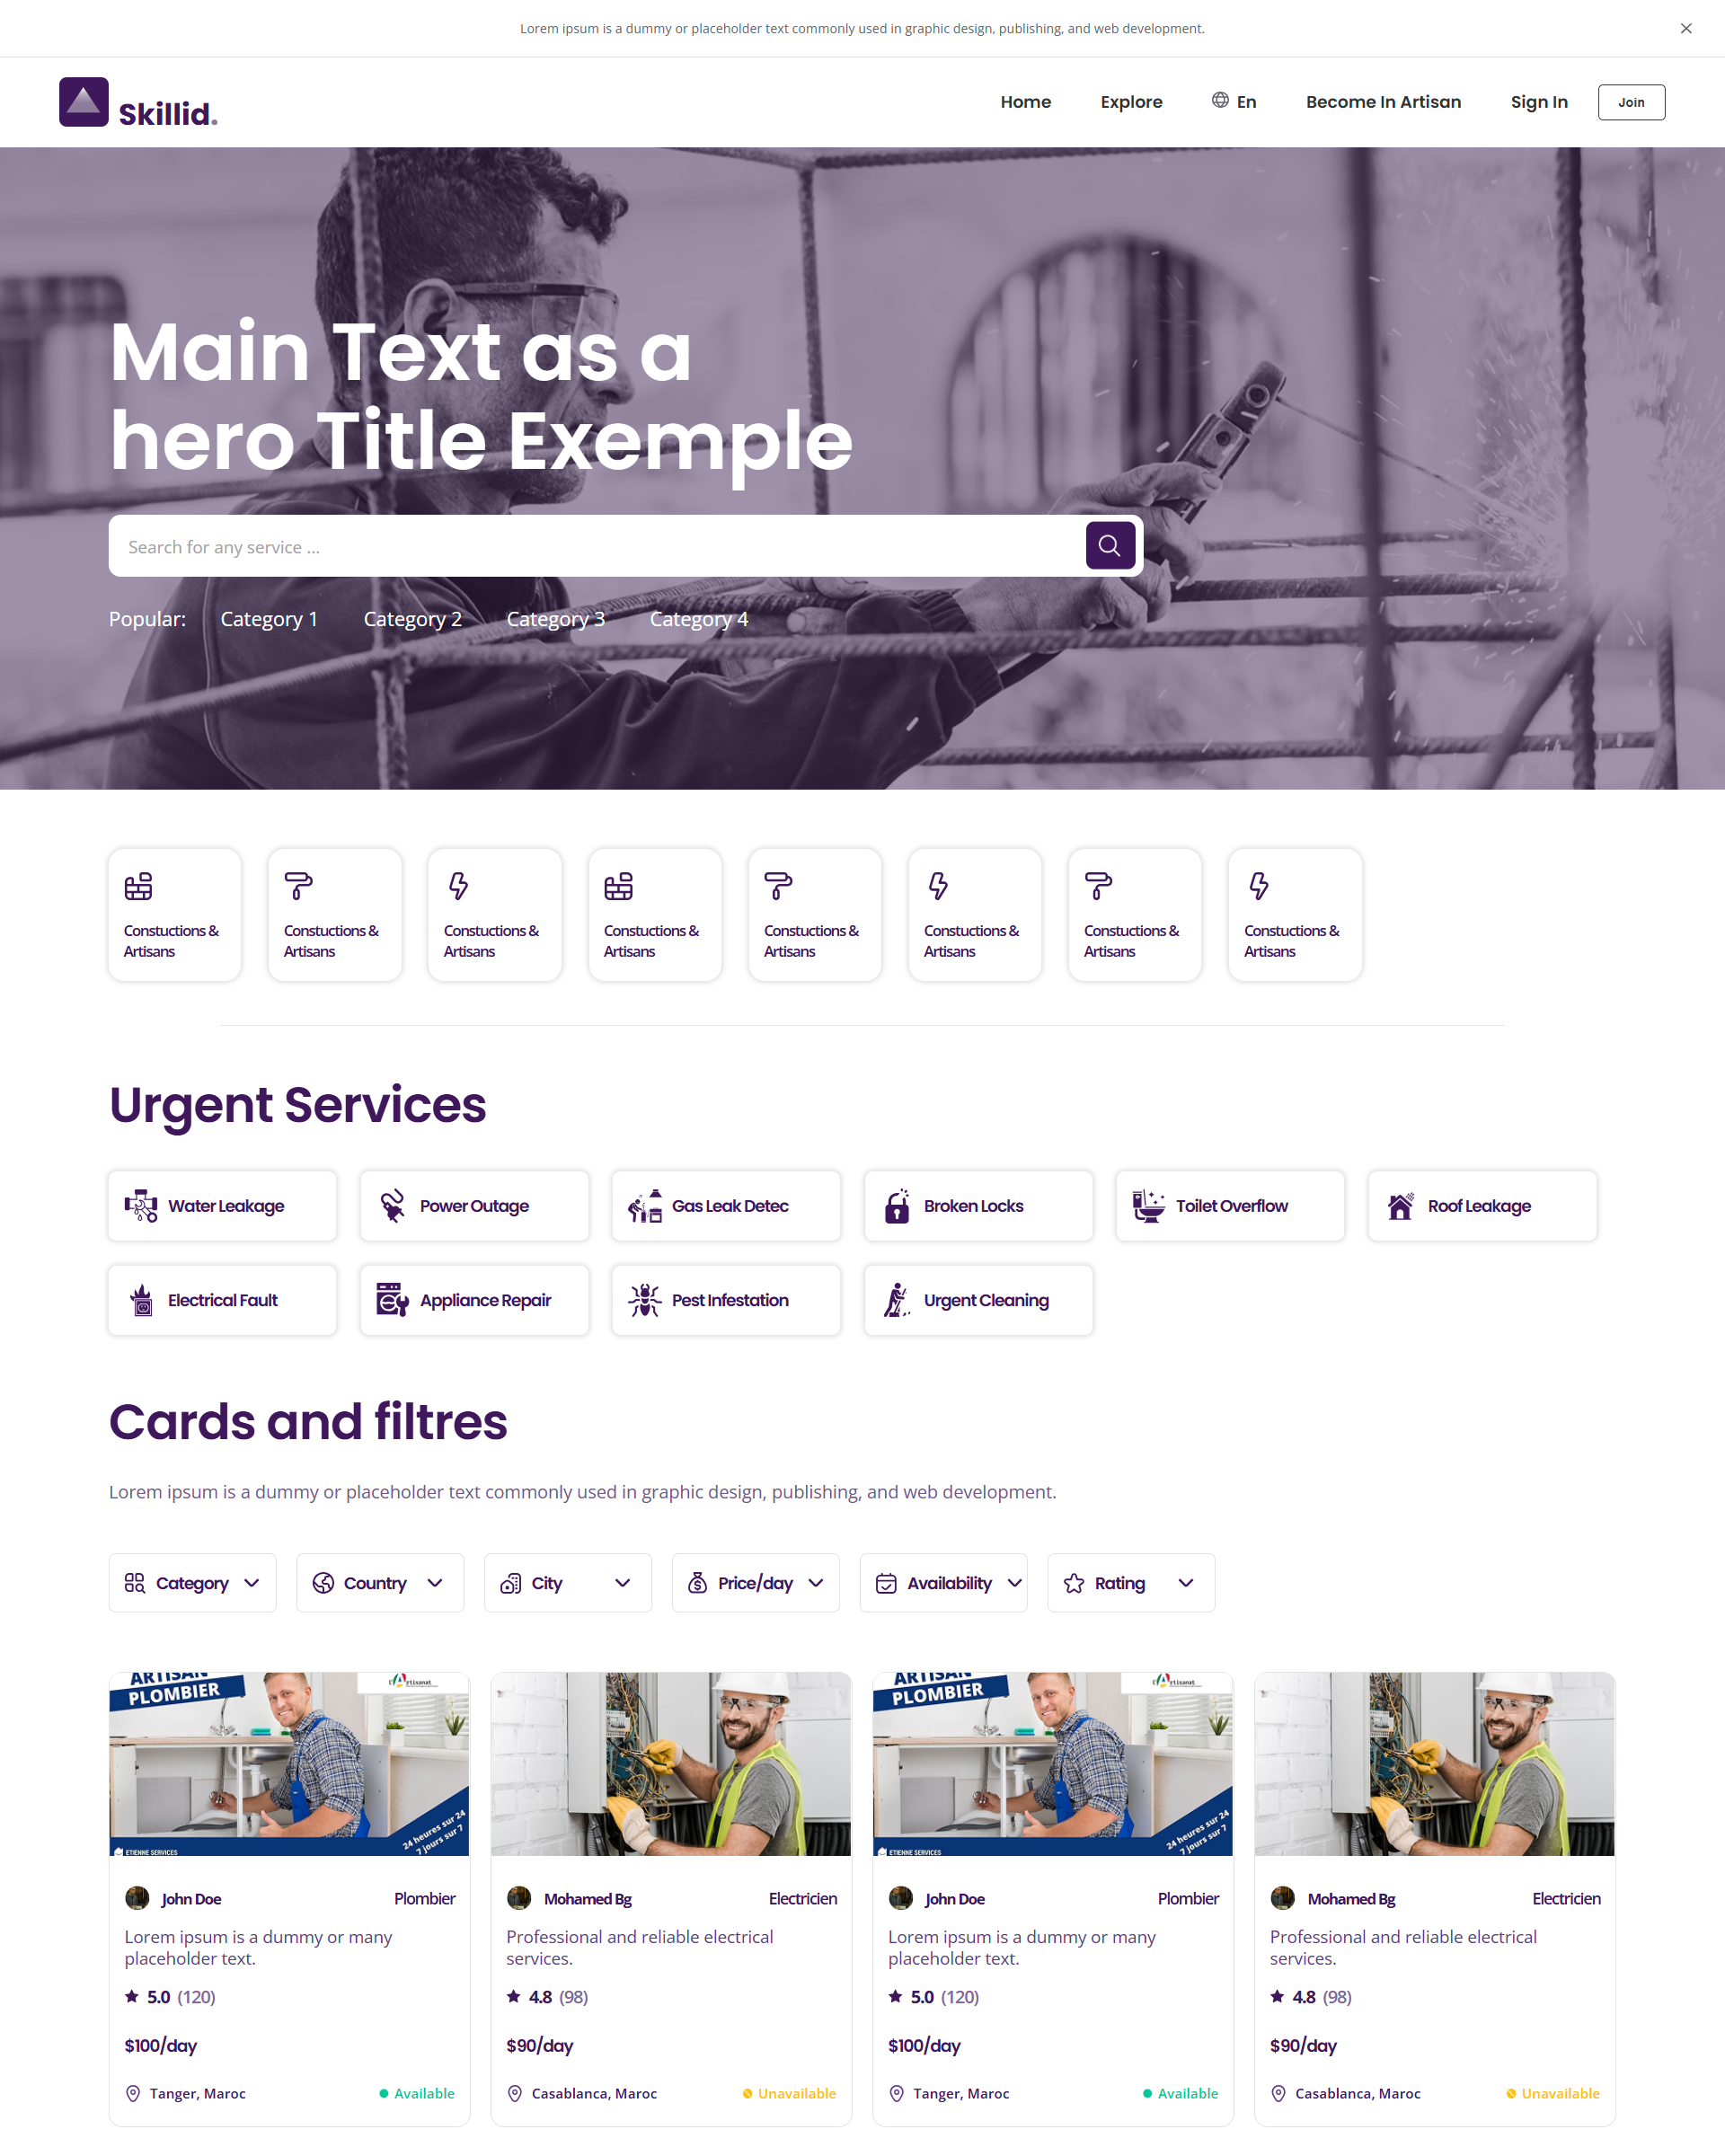 Lorem ipsum is a dummy or placeholder text commonly used in graphic design, publishing, and web development.
Skillid.
Home Explore En Become In Artisan Sign In Join
Main Text as a
hero Title Exemple
Search for any service ...
Popular: Category 1 Category 2 Category 3 Category 4
Constuctions & Constuctions & Constuctions & Constuctions & Constuctions & Constuctions & Constuctions & Constuctions &
Artisans Artisans Artisans Artisans Artisans Artisans Artisans Artisans
Urgent Services
Water Leakage Power Outage Gas Leak Detec Broken Locks Toilet Overflow Roof Leakage
Electrical Fault Appliance Repair Pest Infestation Urgent Cleaning
Cards and filtres
Lorem ipsum is a dummy or placeholder text commonly used in graphic design, publishing, and web development.
Category Country City Price/day Availability Rating
ARTISAN
PLOMBIER
24 heures sur 24
7 jours sur 7
ETIENNE SERVICES
ARTISAN
PLOMBIER
24 heures sur 24
7 jours sur 7
ETIENNE SERVICES
John Doe Plombier Mohamed Bg Electricien John Doe Plombier Mohamed Bg Electricien
Lorem ipsum is a dummy or many Professional and reliable electrical Lorem ipsum is a dummy or many Professional and reliable electrical
placeholder text. services. placeholder text. services.
5.0 (120) 4.8 (98) 5.0 (120) 4.8 (98)
$100/day $90/day $100/day $90/day
Tanger, Maroc Available Casablanca, Maroc Unavailable Tanger, Maroc Available Casablanca, Maroc Unavailable